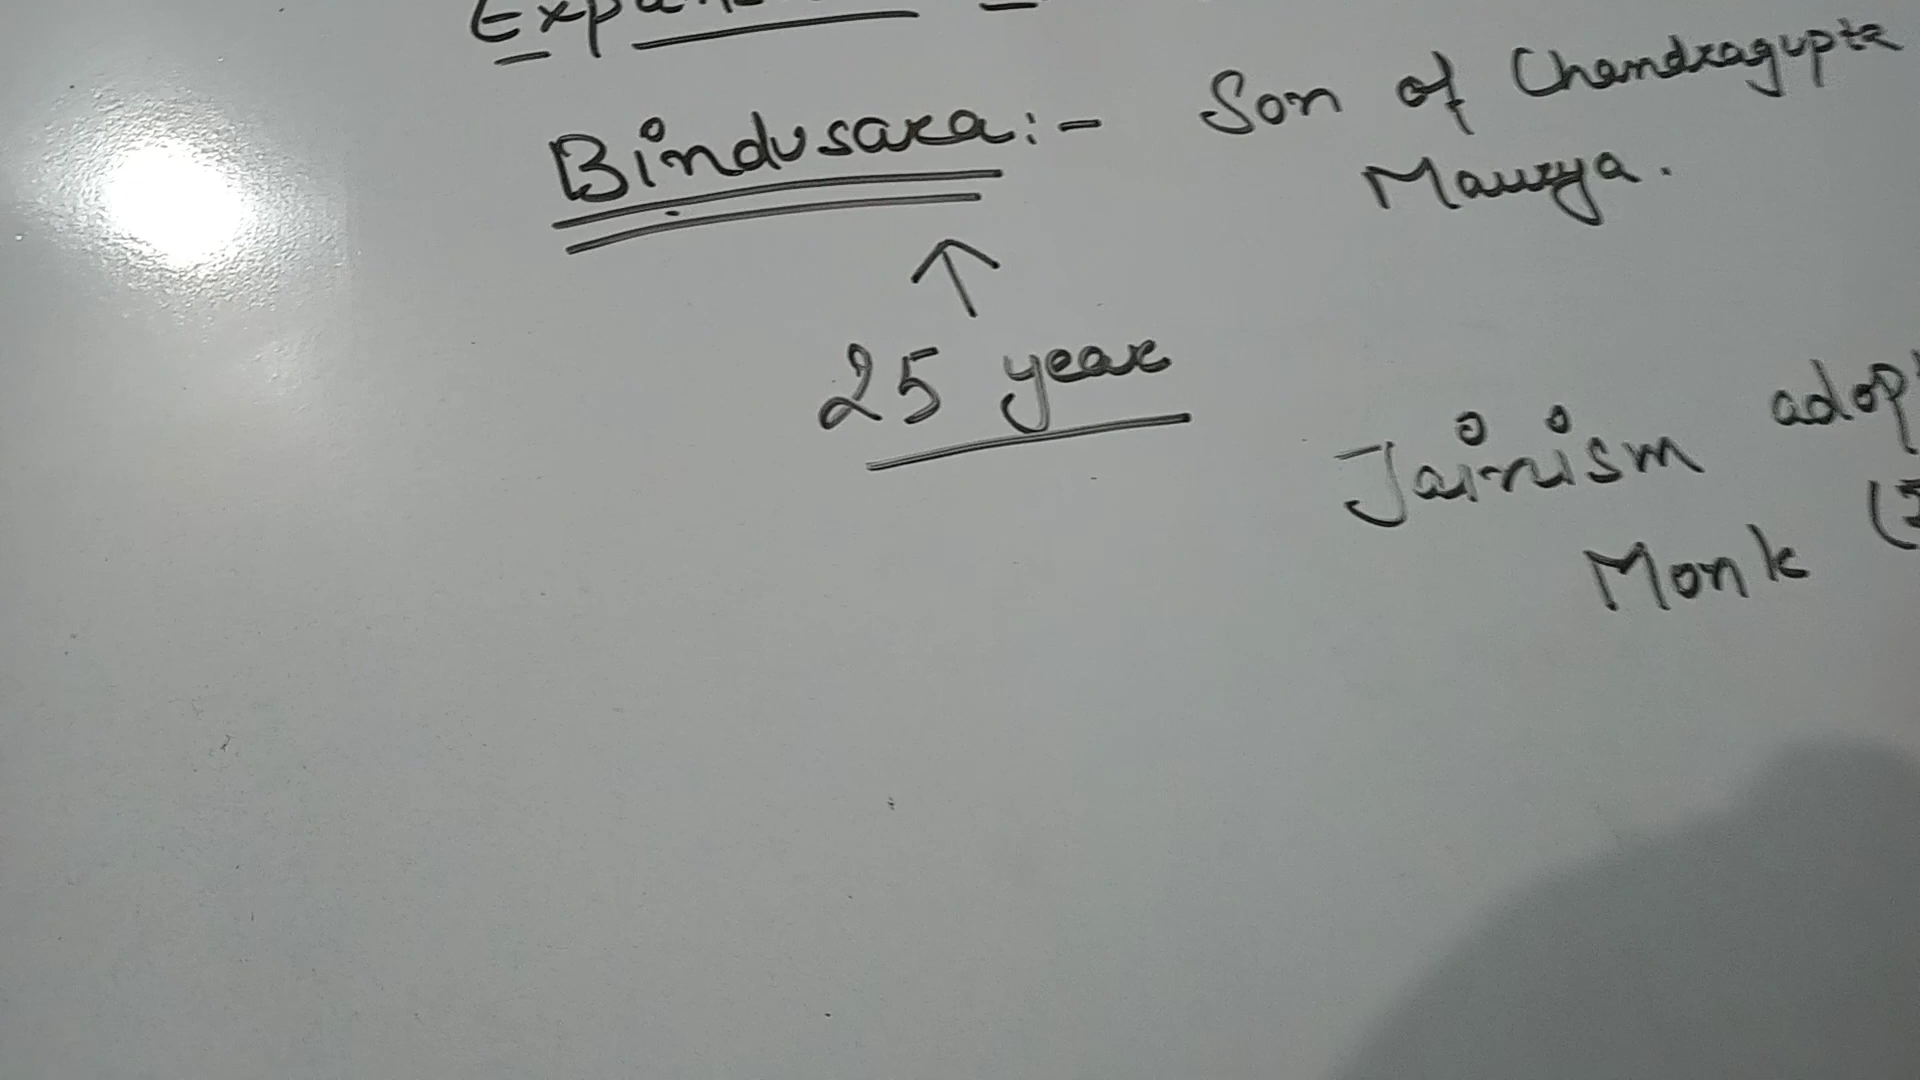 Bindusara:- Son of Chandragupta
Maurya.
↑
25 year
Jainism
Monk